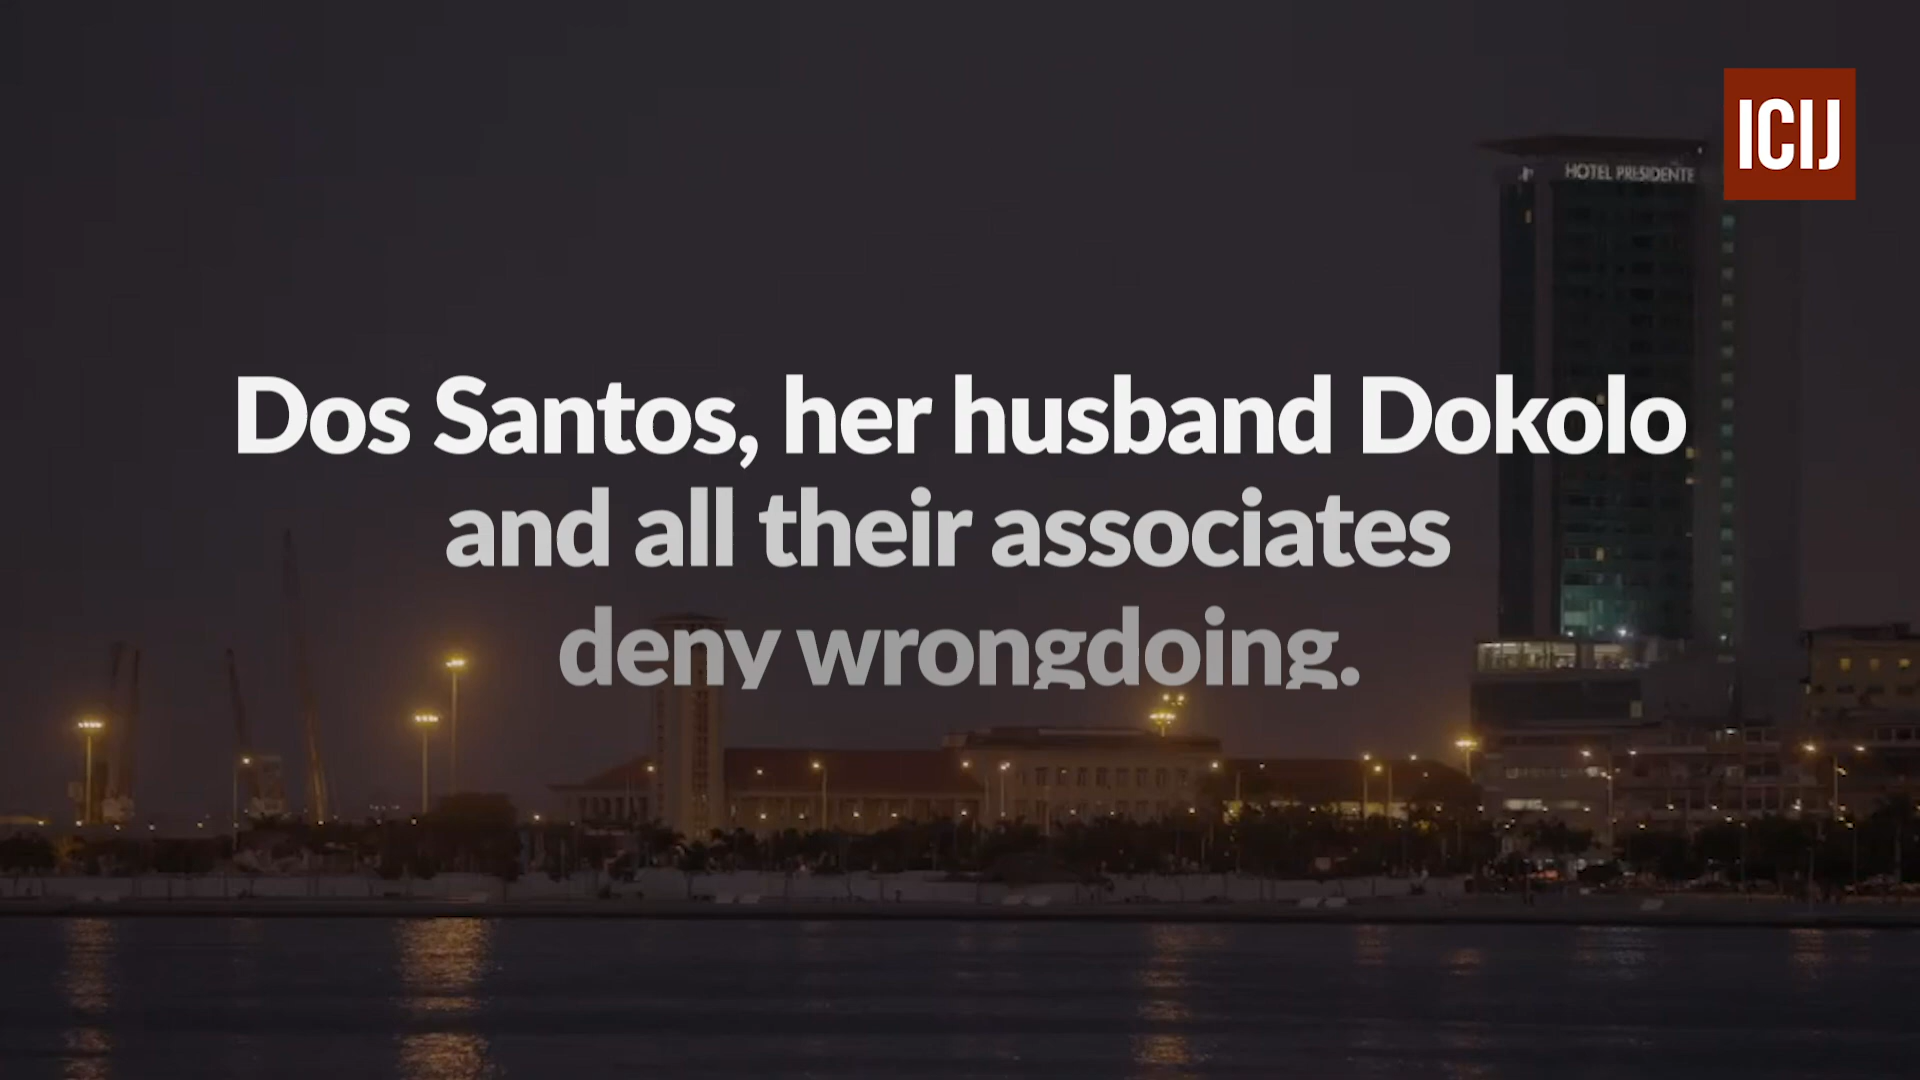 ICIJ
HOTEL PRESIDENTE
Dos Santos, her husband Dokolo
and all their associates
deny wrongdoing.